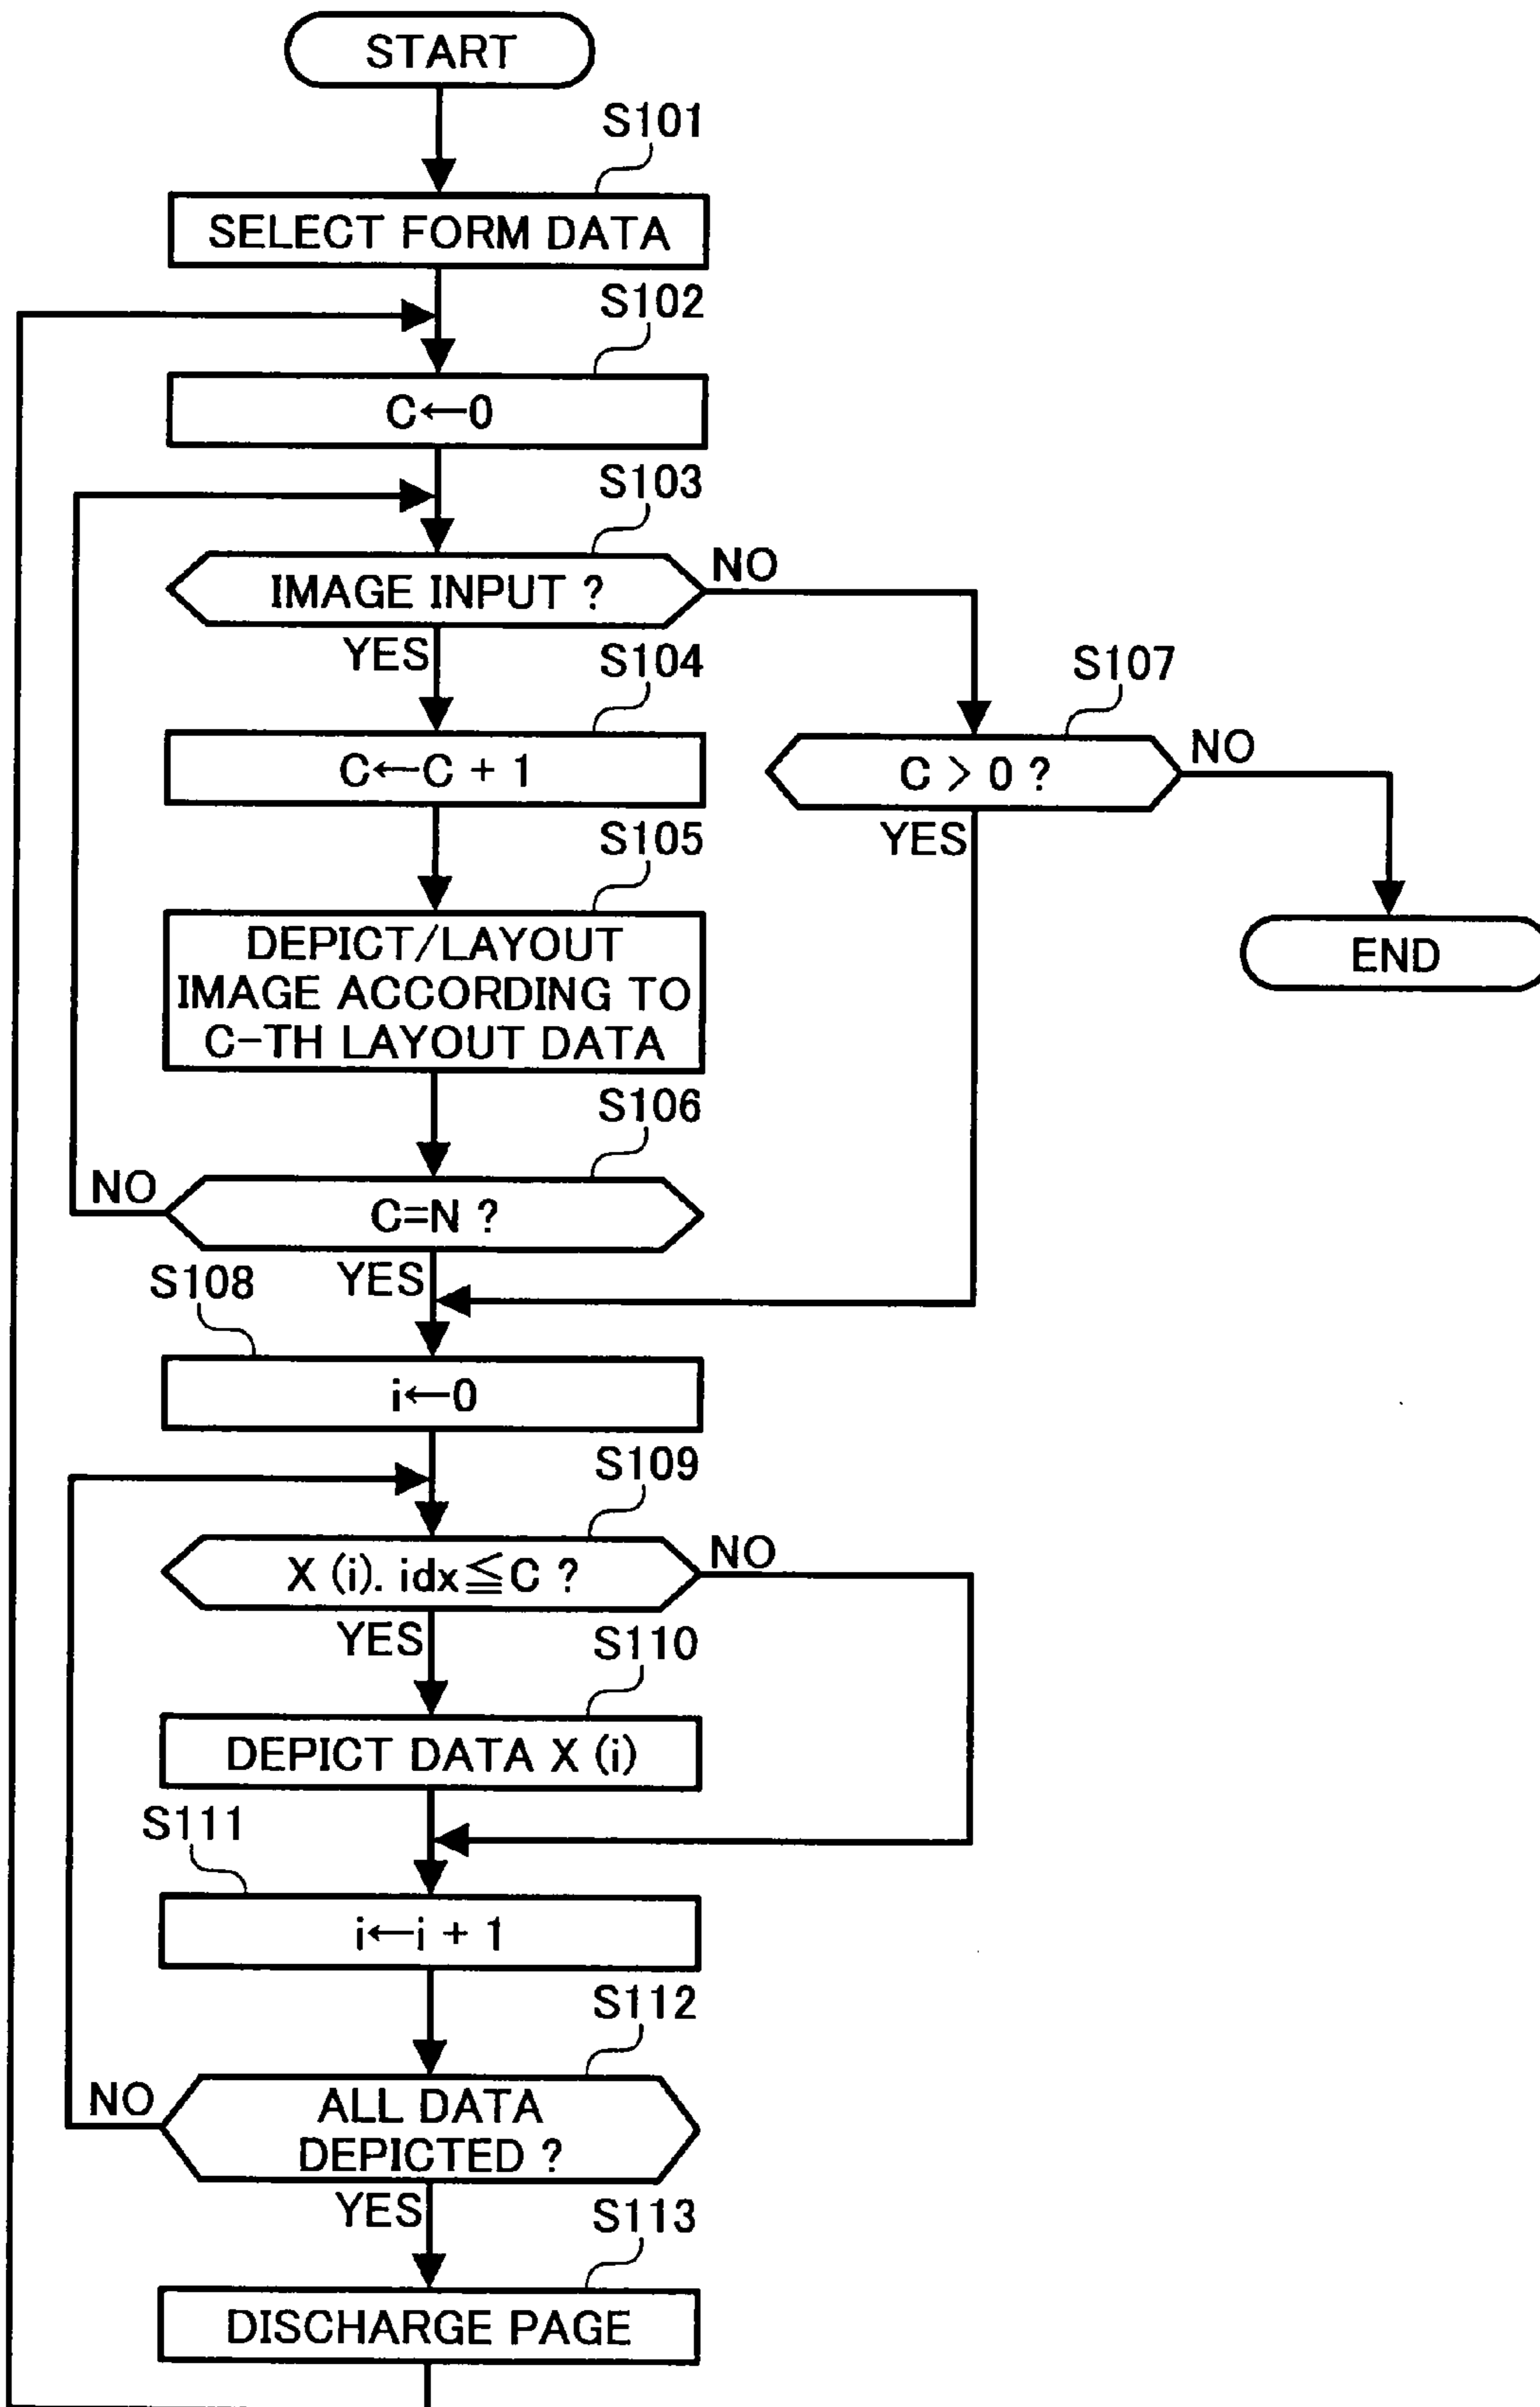 START
S101
SELECT FORM DATA
S102
C←0
S103
IMAGE INPUT ?
NO
YES
S104
C←C + 1
S107
C > 0 ?
NO
YES
S105
DEPICT/LAYOUT
IMAGE ACCORDING TO
C-TH LAYOUT DATA
END
S106
NO
C=N ?
YES
S108
i←0
S109
X (i). idx≦C ?
NO
YES
S110
DEPICT DATA X (i)
S111
i←i + 1
S112
NO
ALL DATA
DEPICTED ?
YES
S113
DISCHARGE PAGE